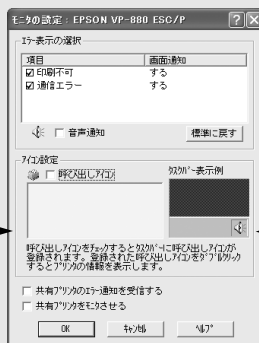 ﾓﾆﾀの設定 : EPSON VP-880 ESC/P
ｴﾗｰ表示の選択
項目 画面通知
印刷不可 する
通信エラー する
音声通知 標準に戻す
ｱｲｺﾝ設定
呼び出しｱｲｺﾝ ﾀｽｸﾊﾞｰ表示例
呼び出しｱｲｺﾝをﾁｪｯｸするとﾀｽｸﾊﾞｰに呼び出しｱｲｺﾝが
登録されます。登録された呼び出しｱｲｺﾝをﾀﾞﾌﾞﾙｸﾘｯｸ
するとﾌﾟﾘﾝﾀの情報を表示します。
共有ﾌﾟﾘﾝﾀのｴﾗｰ通知を受信する
共有ﾌﾟﾘﾝﾀをﾓﾆﾀさせる
OK ｷｬﾝｾﾙ ﾍﾙﾌﾟ